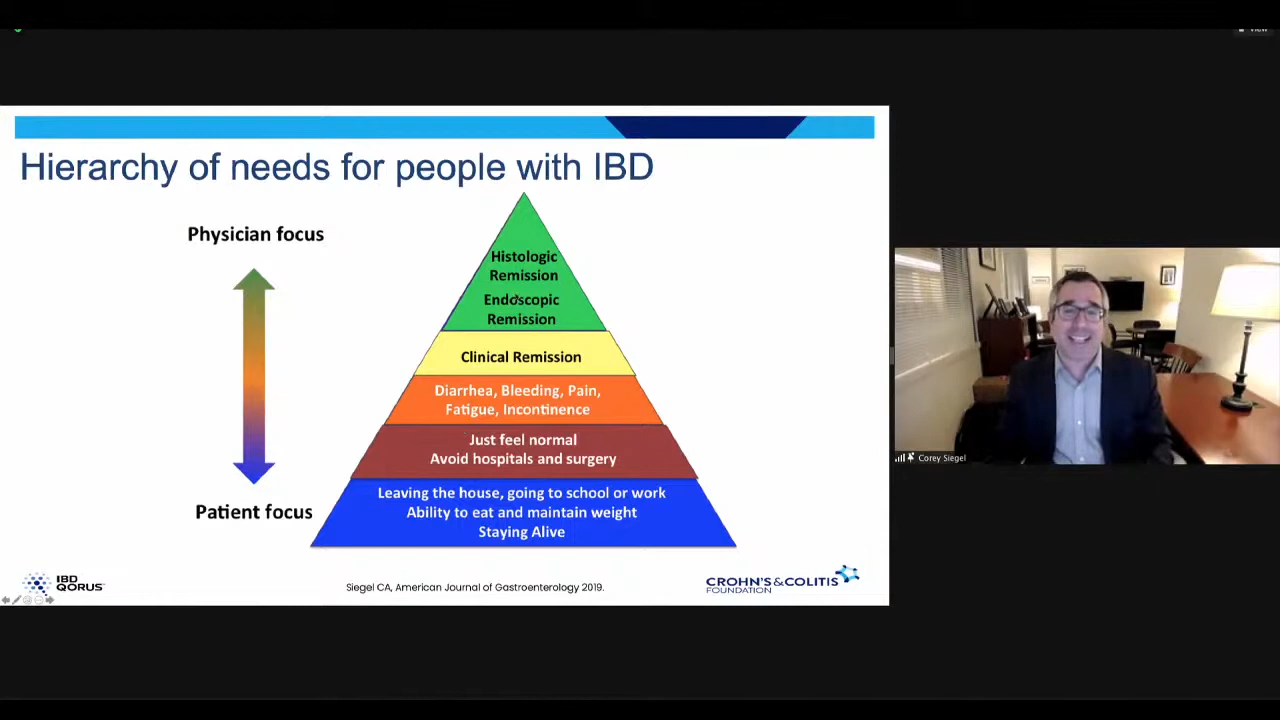 View
Hierarchy of needs for people with IBD
Physician focus
Histologic
Remission
Endoscopic
Remission
Clinical Remission
Diarrhea, Bleeding, Pain,
Fatigue, Incontinence
Just feel normal
Avoid hospitals and surgery
Leaving the house, going to school or work
Ability to eat and maintain weight
Staying Alive
Patient focus
IBD
QORUS
Siegel CA, American Journal of Gastroenterology 2019.
CROHN'S & COLITIS
FOUNDATION
Corey Siegel